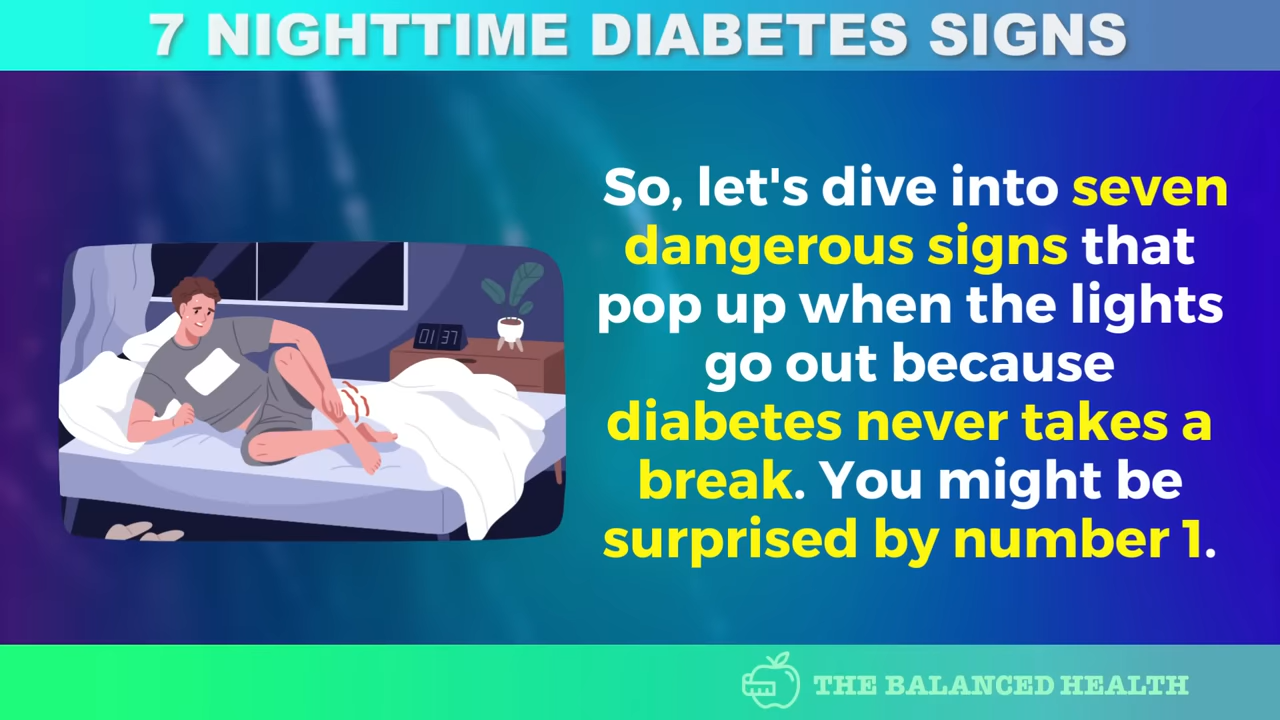 7 NIGHTTIME DIABETES SIGNS
So, let's dive into seven
dangerous signs that
pop up when the lights
go out because
diabetes never takes a
break. You might be
surprised by number 1.
01:37
THE BALANCED HEALTH